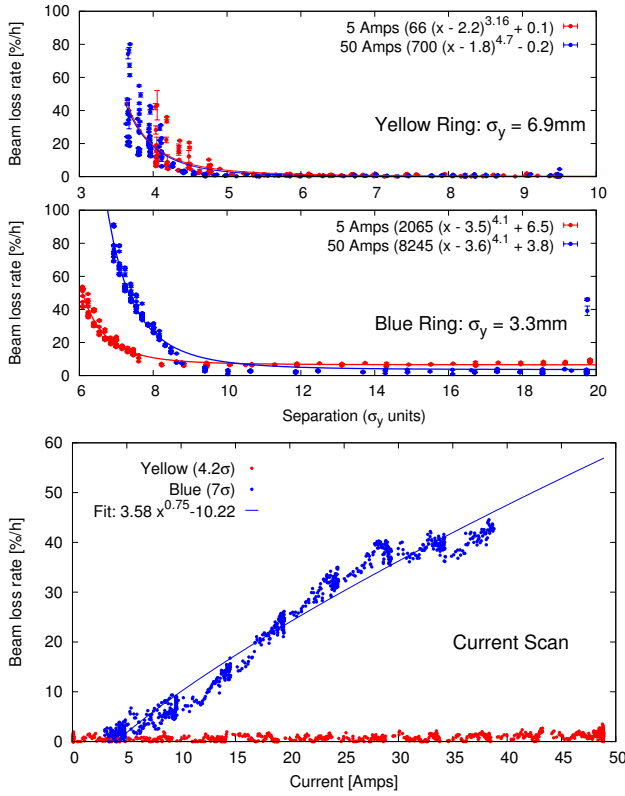 100
80
60
40
20
0
Beam loss rate [%/h]
5 Amps (66 (x - 2.2)^3.16 + 0.1)
50 Amps (700 (x - 1.8)^4.7 - 0.2)
Yellow Ring: σ_y = 6.9mm
3 4 5 6 7 8 9 10
100
80
60
40
20
0
Beam loss rate [%/h]
5 Amps (2065 (x - 3.5)^4.1 + 6.5)
50 Amps (8245 (x - 3.6)^4.1 + 3.8)
Blue Ring: σ_y = 3.3mm
6 8 10 12 14 16 18 20
Separation (σ_y units)
60
50
40
30
20
10
0
Beam loss rate [%/h]
Yellow (4.2σ)
Blue (7σ)
Fit: 3.58 x^0.75-10.22
Current Scan
0 5 10 15 20 25 30 35 40 45 50
Current [Amps]